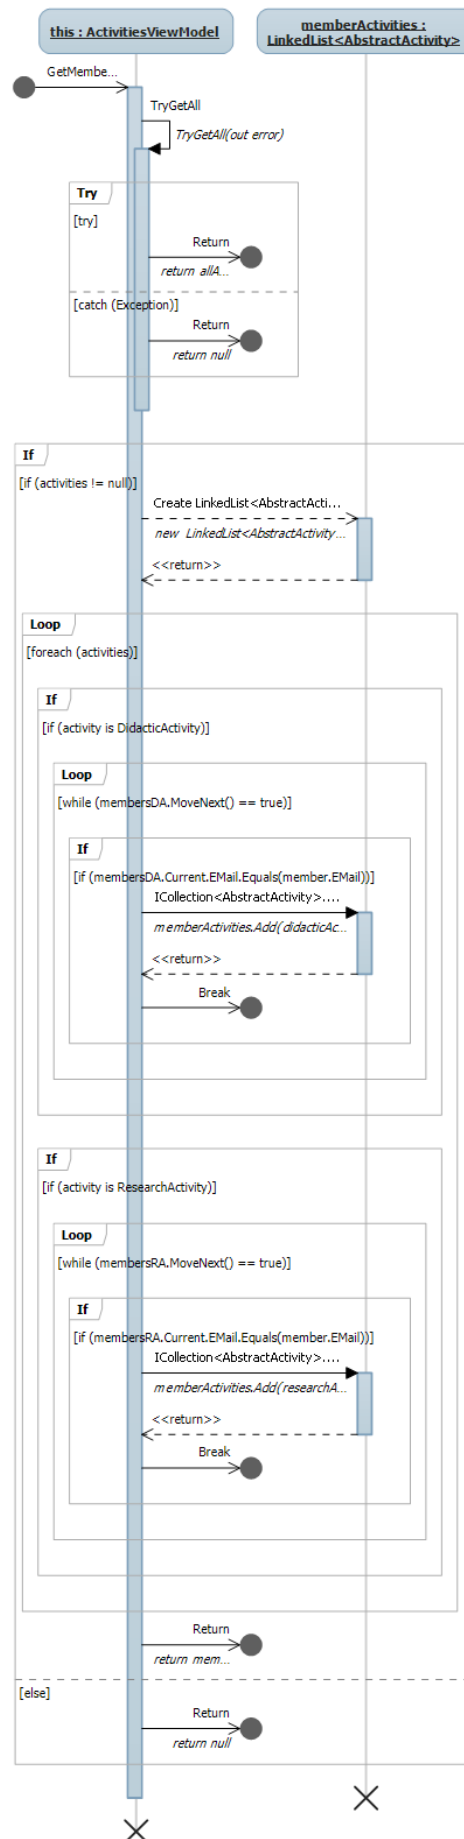 this : ActivitiesViewModel
memberActivities :
LinkedList<AbstractActivity>
GetMembe...
TryGetAll
TryGetAll(out error)
Try
[try]
Return
return allA...
[catch (Exception)]
Return
return null
If
[if (activities != null)]
Create LinkedList<AbstractActi...
new LinkedList<AbstractActivity...
<<return>>
Loop
[foreach (activities)]
If
[if (activity is DidacticActivity)]
Loop
[while (membersDA.MoveNext() == true)]
If
[if (membersDA.Current.EMail.Equals(member.EMail))]
ICollection<AbstractActivity>....
memberActivities.Add(didacticAc...
<<return>>
Break
If
[if (activity is ResearchActivity)]
Loop
[while (membersRA.MoveNext() == true)]
If
[if (membersRA.Current.EMail.Equals(member.EMail))]
ICollection<AbstractActivity>....
memberActivities.Add(researchA...
<<return>>
Break
Return
return mem...
[else]
Return
return null